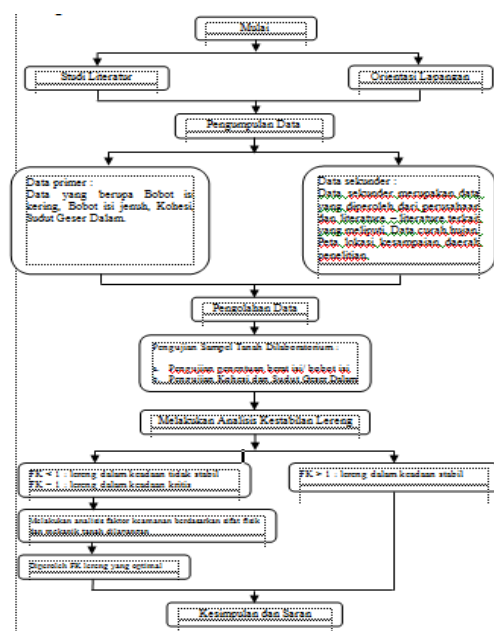 Mulai
Studi Literatur
Orientasi Lapangan
Pengumpulan Data
Data primer :
Data yang berupa Bobot isi
kering, Bobot isi jenuh, Kohesi
Sudut Geser Dalam.
Data sekunder :
Data sekunder merupakan data
yang diperoleh dari perusahaan
dan literature – literature terkait
yang meliputi Data curah hujan,
Peta lokasi kesampaian daerah
penelitian.
Pengolahan Data
Pengujian Sampel Tanah Dilaboratorium :
a. Pengujian penentuan berat isi/ bobot isi
b. Pengujian Kohesi dan Sudut Geser Dalam
Melakukan Analisis Kestabilan Lereng
FK < 1 : lereng dalam keadaan tidak stabil
FK = 1 : lereng dalam keadaan kritis
FK > 1 : lereng dalam keadaan stabil
Melakukan analisis faktor keamanan berdasarkan sifat fisik
dan mekanik tanah
Diperoleh FK lereng yang optimal
Kesimpulan dan Saran